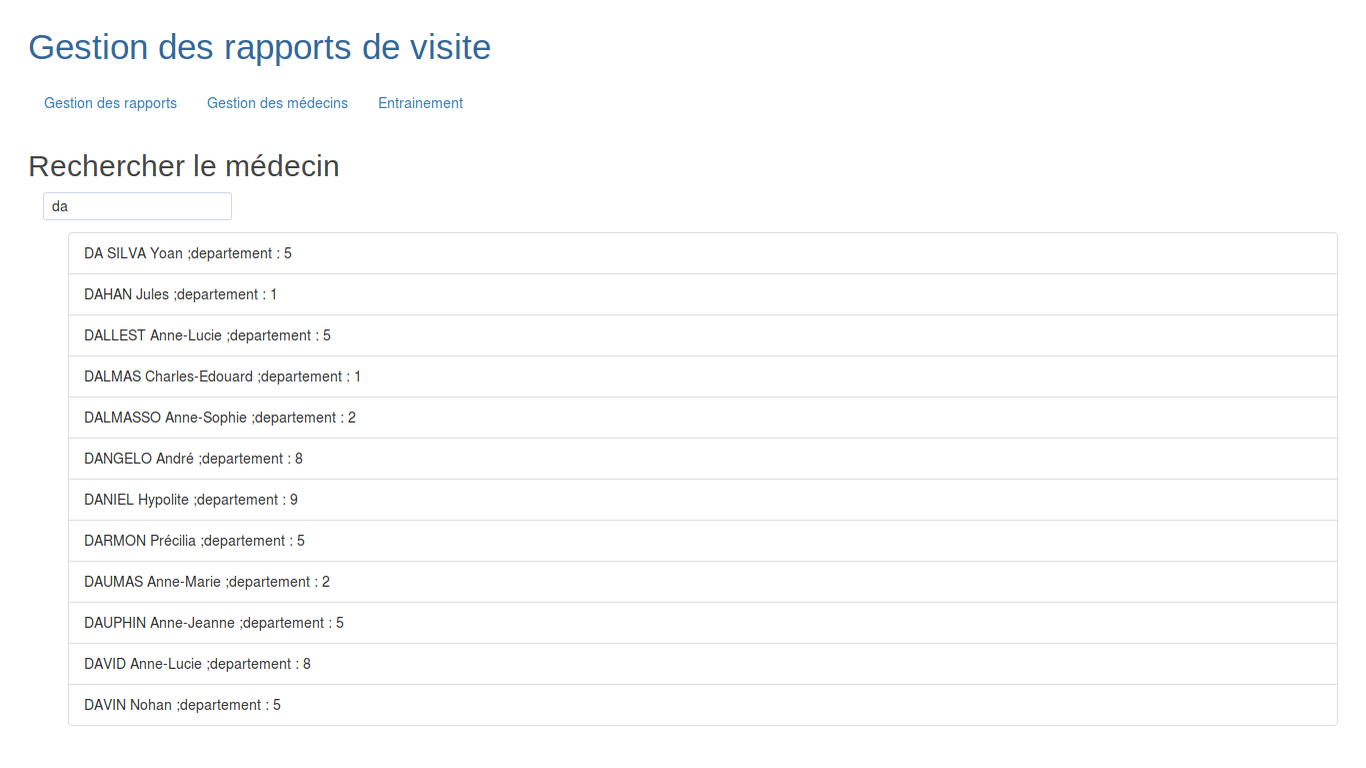 Gestion des rapports de visite
Gestion des rapports Gestion des médecins Entrainement
Rechercher le médecin
da
DA SILVA Yoan ;departement : 5
DAHAN Jules ;departement : 1
DALLEST Anne-Lucie ;departement : 5
DALMAS Charles-Edouard ;departement : 1
DALMASSO Anne-Sophie ;departement : 2
DANGELO André ;departement : 8
DANIEL Hypolite ;departement : 9
DARMON Précilia ;departement : 5
DAUMAS Anne-Marie ;departement : 2
DAUPHIN Anne-Jeanne ;departement : 5
DAVID Anne-Lucie ;departement : 8
DAVIN Nohan ;departement : 5